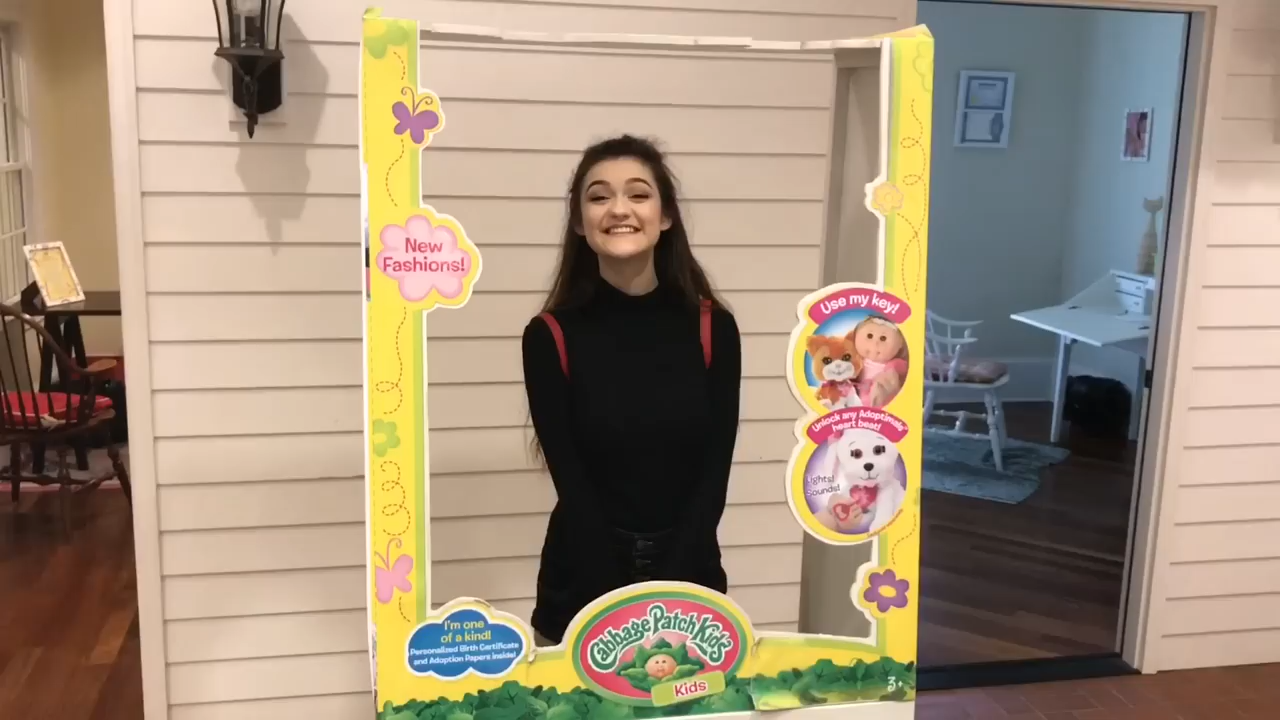 New
Fashions!
Use my key!
Unlock any Adoptimals™
heart beat!
Lights!
Sounds!
I'm one
of a kind!
Personalized Birth Certificate
and Adoption Papers inside!
Cabbage Patch Kids
Kids
3+